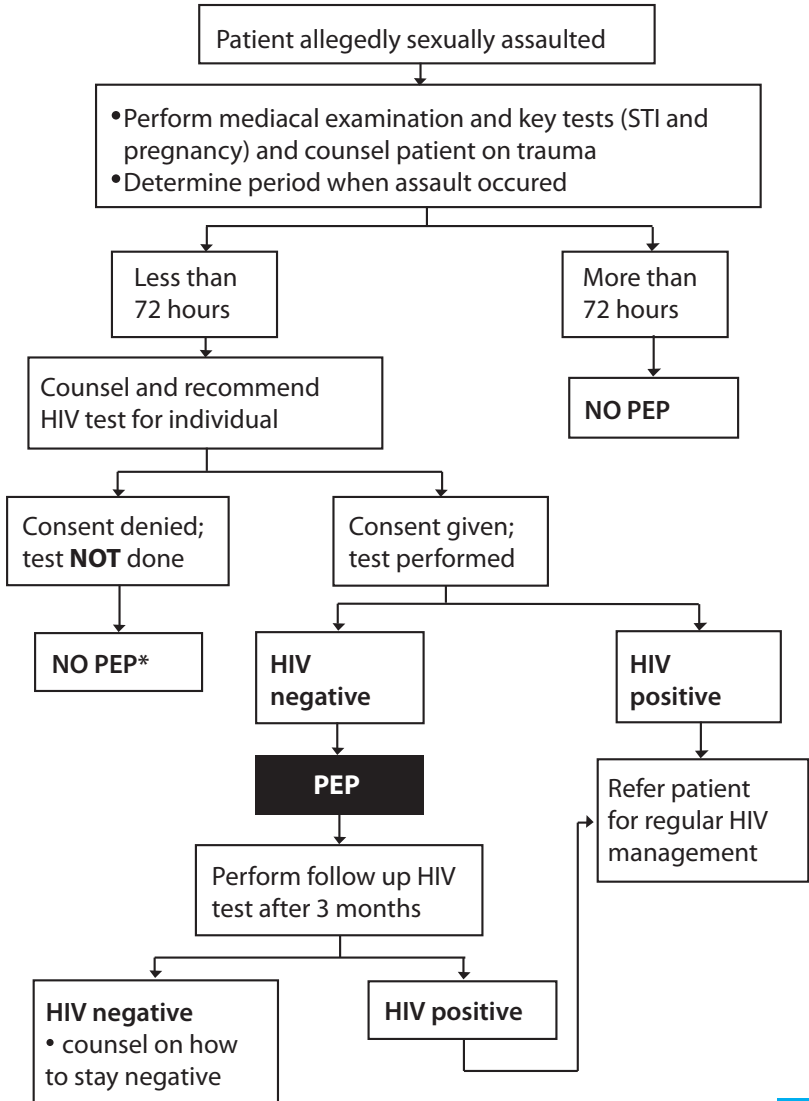 Patient allegedly sexually assaulted
•Perform mediacal examination and key tests (STI and
pregnancy) and counsel patient on trauma
•Determine period when assault occured
Less than
72 hours
More than
72 hours
Counsel and recommend
HIV test for individual
NO PEP
Consent denied;
test NOT done
Consent given;
test performed
NO PEP*
HIV
negative
HIV
positive
PEP
Refer patient
for regular HIV
management
Perform follow up HIV
test after 3 months
HIV negative
• counsel on how
to stay negative
HIV positive